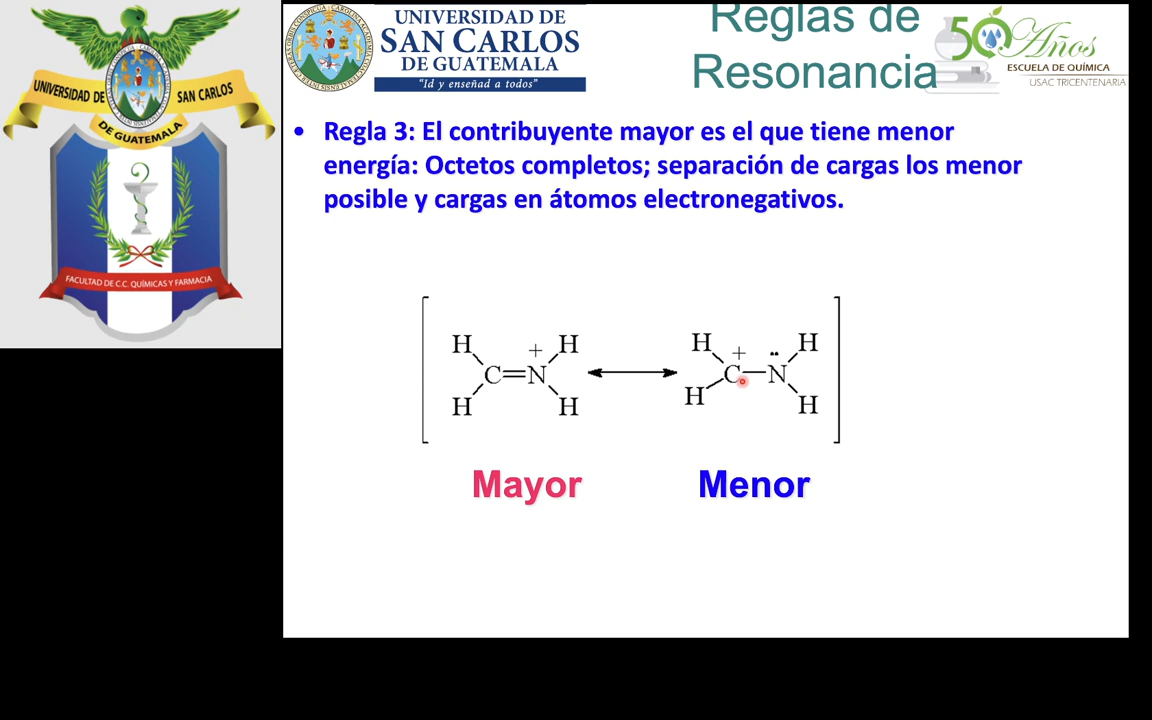 UNIVERSIDAD DE SAN CARLOS
DE GUATEMALA
FACULTAD DE C.C. QUÍMICAS Y FARMACIA
UNIVERSIDAD DE
SAN CARLOS
DE GUATEMALA
"Id y enseñad a todos"
Reglas de
Resonancia
50 Años
ESCUELA DE QUÍMICA
USAC TRICENTENARIA
• Regla 3: El contribuyente mayor es el que tiene menor
energía: Octetos completos; separación de cargas los menor
posible y cargas en átomos electronegativos.
H + H H + •• H
C=N C—N
H H H H
Mayor Menor